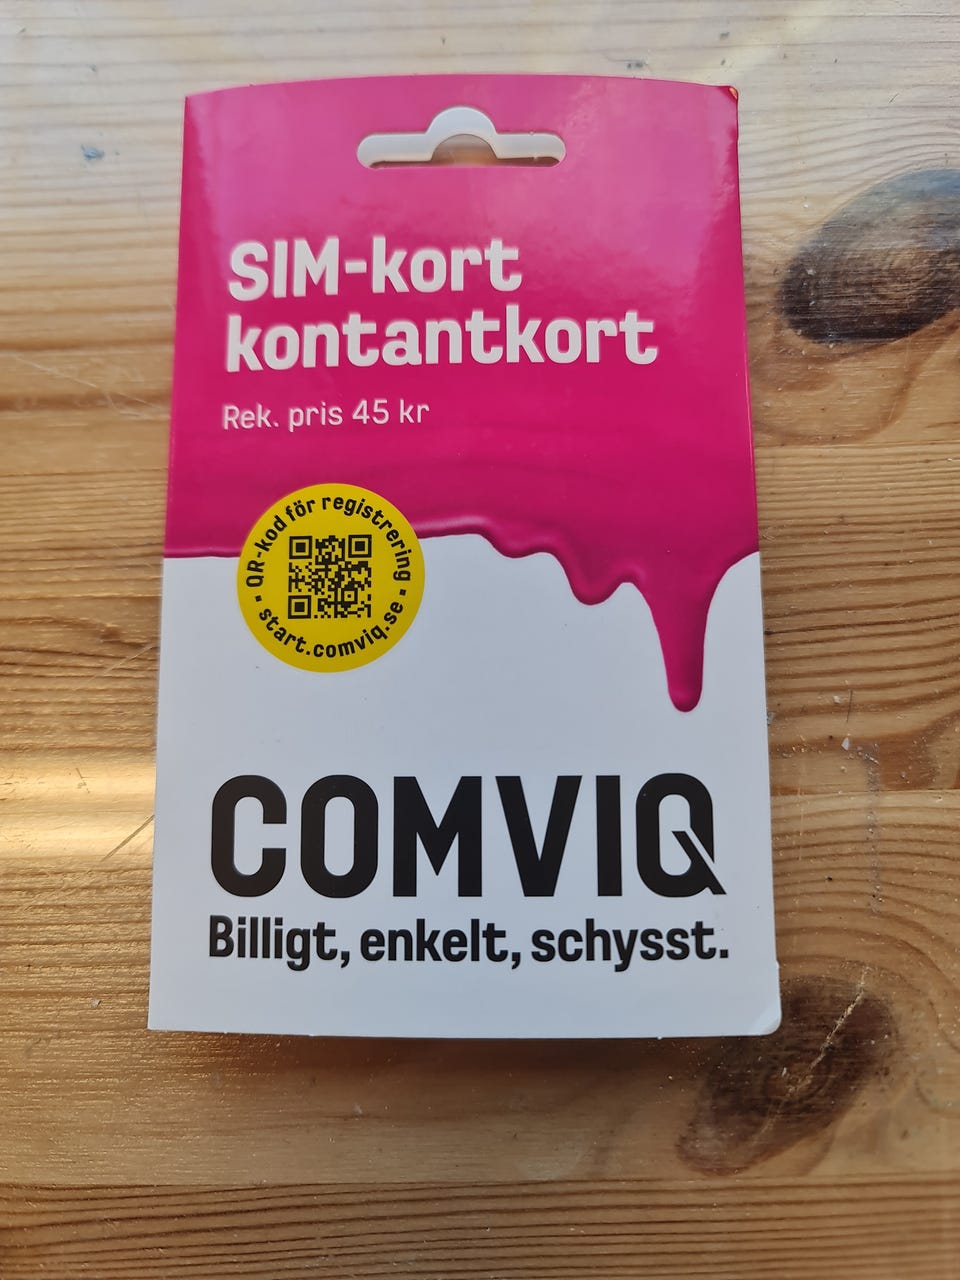 SIM-kort
kontantkort
Rek. pris 45 kr
QR-kod för registrering
start.comviq.se
COMVIQ
Billigt, enkelt, schysst.